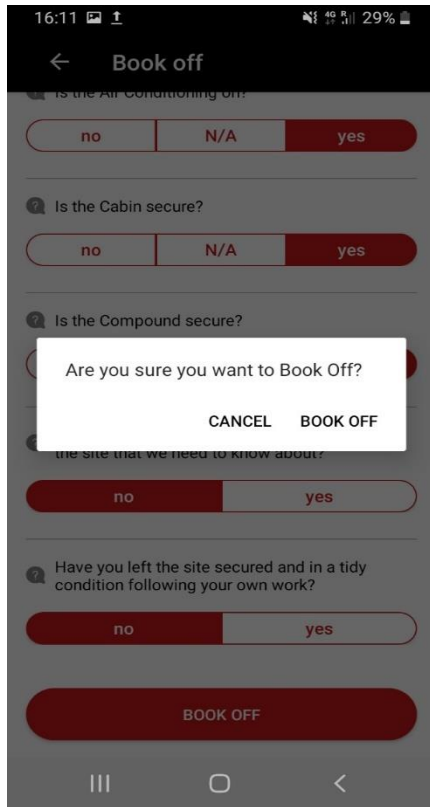 16:11 4G R 29%
Book off
Is the Air Conditioning off?
no N/A yes
Is the Cabin secure?
no N/A yes
Is the Compound secure?
Are you sure you want to Book Off?
CANCEL BOOK OFF
the site that we need to know about?
no yes
Have you left the site secured and in a tidy
condition following your own work?
no yes
BOOK OFF